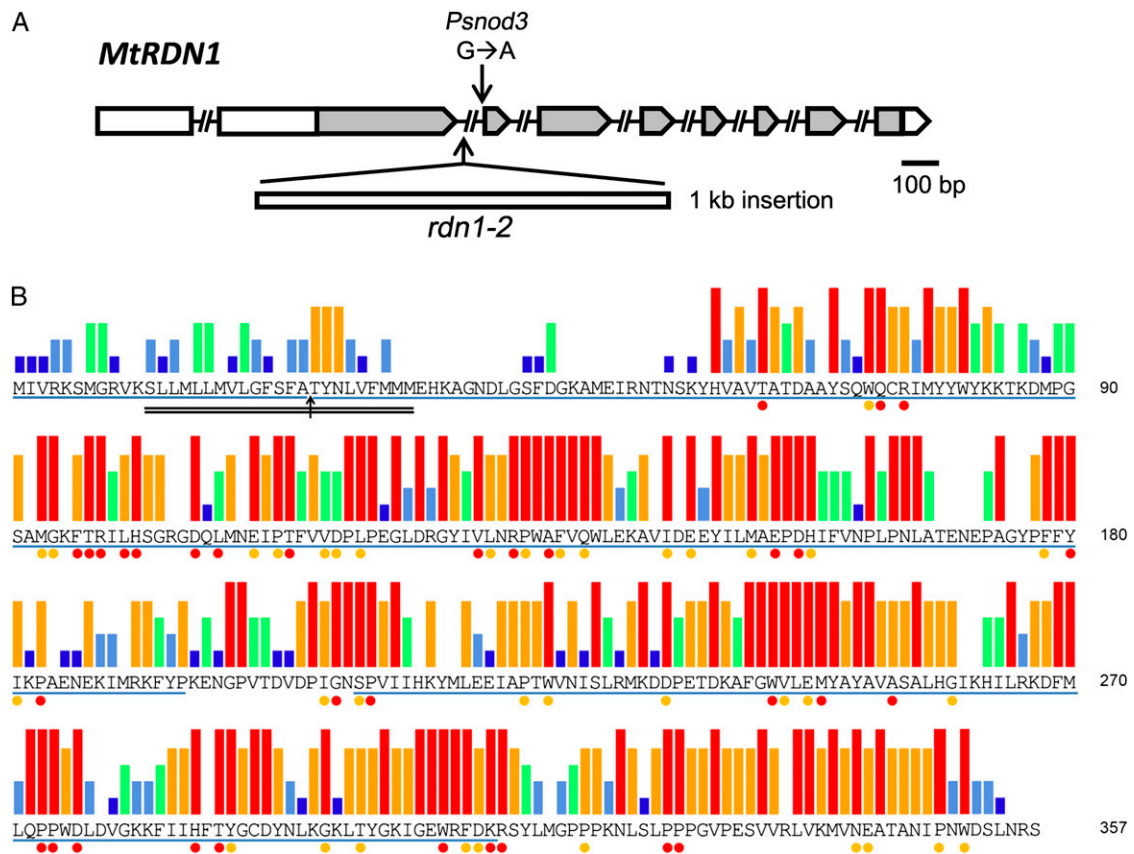 A
Psnod3
G→A
MtRDN1
100 bp
1 kb insertion
rdn1-2
B
MIVRKSMGRVKSLLMLLMVLGFSFATYNLVFMMMEHKAGNDLGSFDGKAMEIRNTNSKYHVAVTATDAAYSQWQCRIMYYWYKKTKDMPG 90
SAMGKFTRILHSGRGDQLMNEIPTFVVDPLPEGLDRGYIVLNRPWAFVQWLEKAVIDEEYILMAEPDHIFVNPLPNLATENEPAGYPFFY 180
IKPAENEKIMRKFYPKENGPVTDVDPIGNSPVIIHKYMLEEIAPTWVNISLRMKDDPETDKAFGWVLEMYAYAVASALHGIKHILRKDFM 270
LQPPWDLDVGKKFIIHFTYGCDYNLKGKLTYGKIGEWRFDKRSYLMGPPPKNLSLPPPGVPESVVRLVKMVNEATANIPNWDSLNRS 357